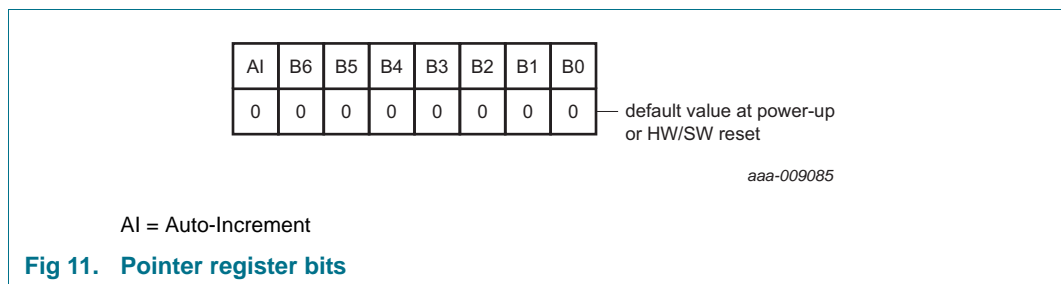 AI B6 B5 B4 B3 B2 B1 B0
0 0 0 0 0 0 0 0 default value at power-up
or HW/SW reset
aaa-009085
AI = Auto-Increment
Fig 11. Pointer register bits